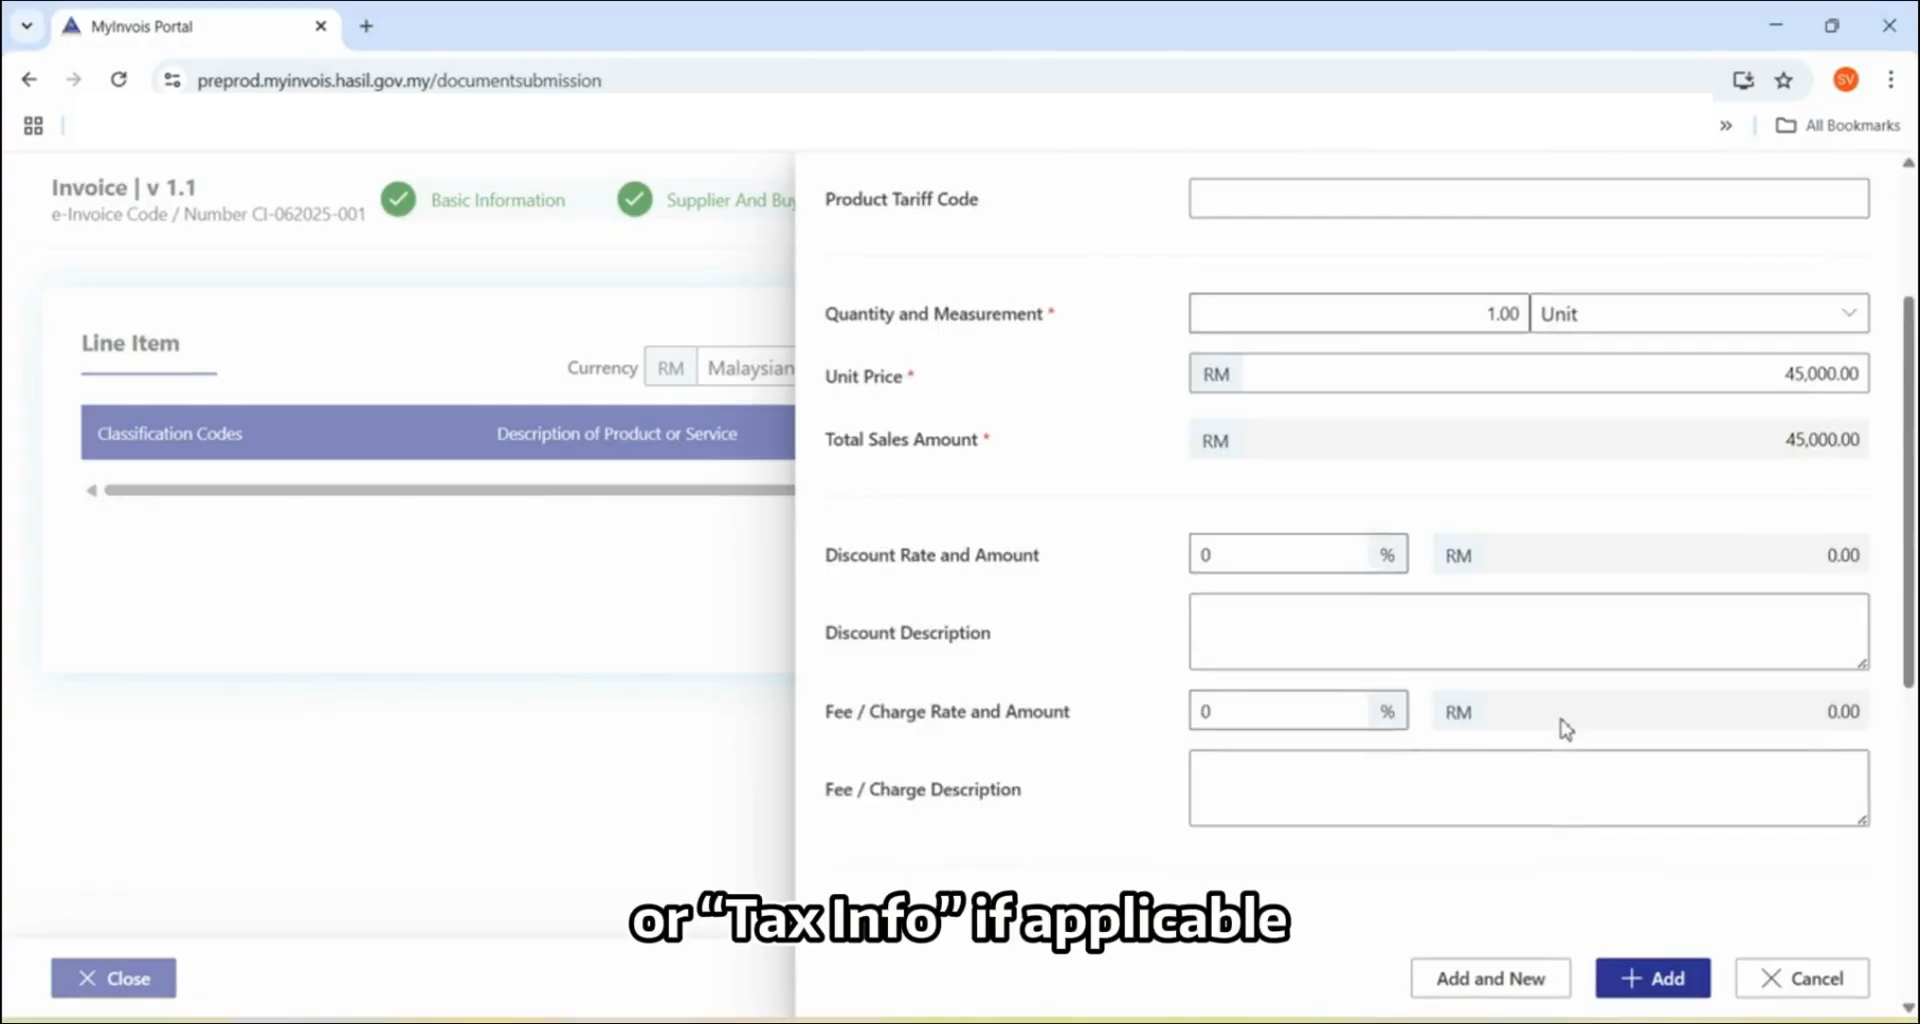 MyInvois Portal
preprod.myinvois.hasil.gov.my/documentsubmission
SV
All Bookmarks
Invoice | v 1.1
e-Invoice Code / Number CI-062025-001
Basic Information
Supplier And Buy
Line Item
Currency RM Malaysian
Classification Codes Description of Product or Service
Product Tariff Code
Quantity and Measurement * 1.00 Unit
Unit Price * RM 45,000.00
Total Sales Amount * RM 45,000.00
Discount Rate and Amount 0 % RM 0.00
Discount Description
Fee / Charge Rate and Amount 0 % RM 0.00
Fee / Charge Description
or “Tax Info” if applicable
Close
Add and New
Add
Cancel